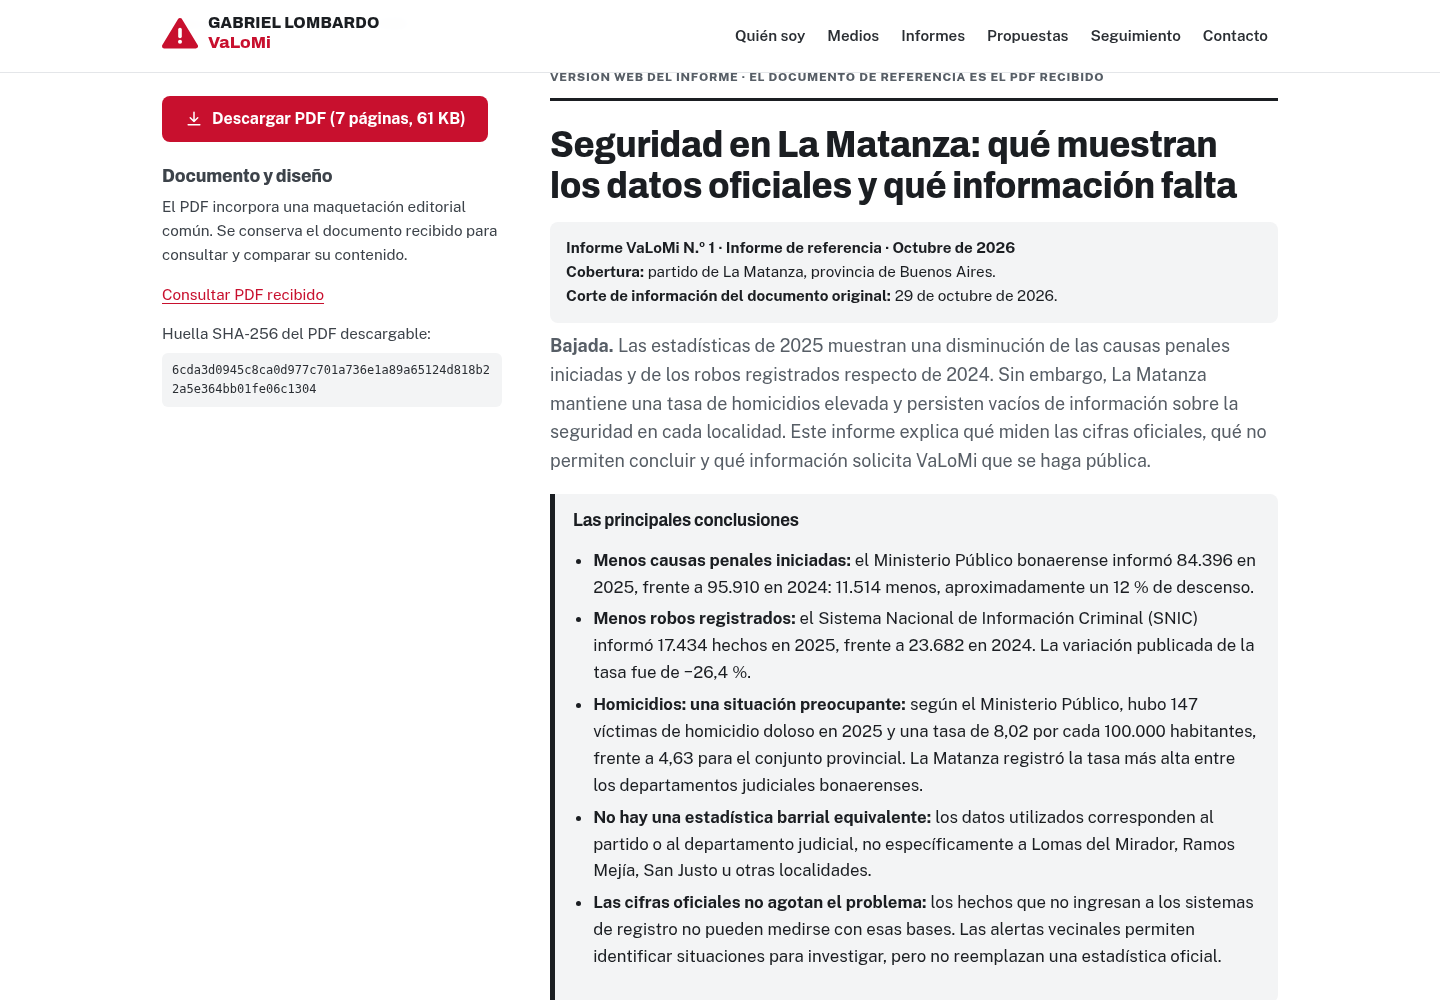 GABRIEL LOMBARDO
VaLoMi
Quién soy Medios Informes Propuestas Seguimiento Contacto
Descargar PDF (7 páginas, 61 KB)
Documento y diseño
El PDF incorpora una maquetación editorial
común. Se conserva el documento recibido para
consultar y comparar su contenido.
Consultar PDF recibido
Huella SHA-256 del PDF descargable:
6cda3d0945c8ca0d977c701a736e1a89a65124d818b2
2a5e364bb01fe06c1304
VERSIÓN WEB DEL INFORME · EL DOCUMENTO DE REFERENCIA ES EL PDF RECIBIDO
Seguridad en La Matanza: qué muestran
los datos oficiales y qué información falta
Informe VaLoMi N.º 1 · Informe de referencia · Octubre de 2026
Cobertura: partido de La Matanza, provincia de Buenos Aires.
Corte de información del documento original: 29 de octubre de 2026.
Bajada. Las estadísticas de 2025 muestran una disminución de las causas penales
iniciadas y de los robos registrados respecto de 2024. Sin embargo, La Matanza
mantiene una tasa de homicidios elevada y persisten vacíos de información sobre la
seguridad en cada localidad. Este informe explica qué miden las cifras oficiales, qué no
permiten concluir y qué información solicita VaLoMi que se haga pública.
Las principales conclusiones
• Menos causas penales iniciadas: el Ministerio Público bonaerense informó 84.396 en
2025, frente a 95.910 en 2024: 11.514 menos, aproximadamente un 12 % de descenso.
• Menos robos registrados: el Sistema Nacional de Información Criminal (SNIC)
informó 17.434 hechos en 2025, frente a 23.682 en 2024. La variación publicada de la
tasa fue de −26,4 %.
• Homicidios: una situación preocupante: según el Ministerio Público, hubo 147
víctimas de homicidio doloso en 2025 y una tasa de 8,02 por cada 100.000 habitantes,
frente a 4,63 para el conjunto provincial. La Matanza registró la tasa más alta entre
los departamentos judiciales bonaerenses.
• No hay una estadística barrial equivalente: los datos utilizados corresponden al
partido o al departamento judicial, no específicamente a Lomas del Mirador, Ramos
Mejía, San Justo u otras localidades.
• Las cifras oficiales no agotan el problema: los hechos que no ingresan a los sistemas
de registro no pueden medirse con esas bases. Las alertas vecinales permiten
identificar situaciones para investigar, pero no reemplazan una estadística oficial.